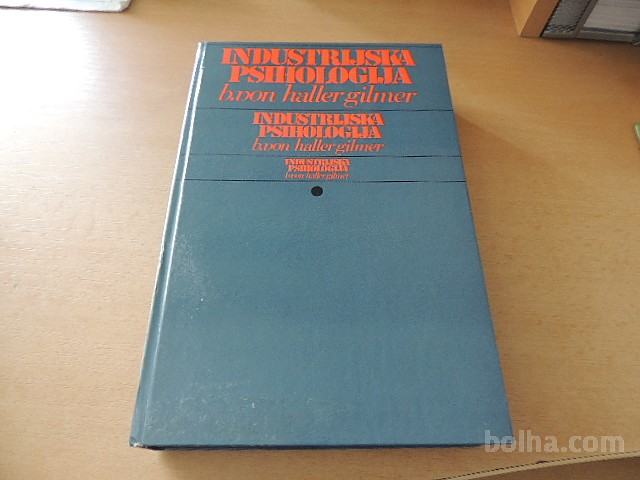 INDUSTRIJSKA
PSIHOLOGIJA
b.von haller gilmer
INDUSTRIJSKA
PSIHOLOGIJA
b.von haller gilmer
INDUSTRIJSKA
PSIHOLOGIJA
b.von haller gilmer
bolha.com